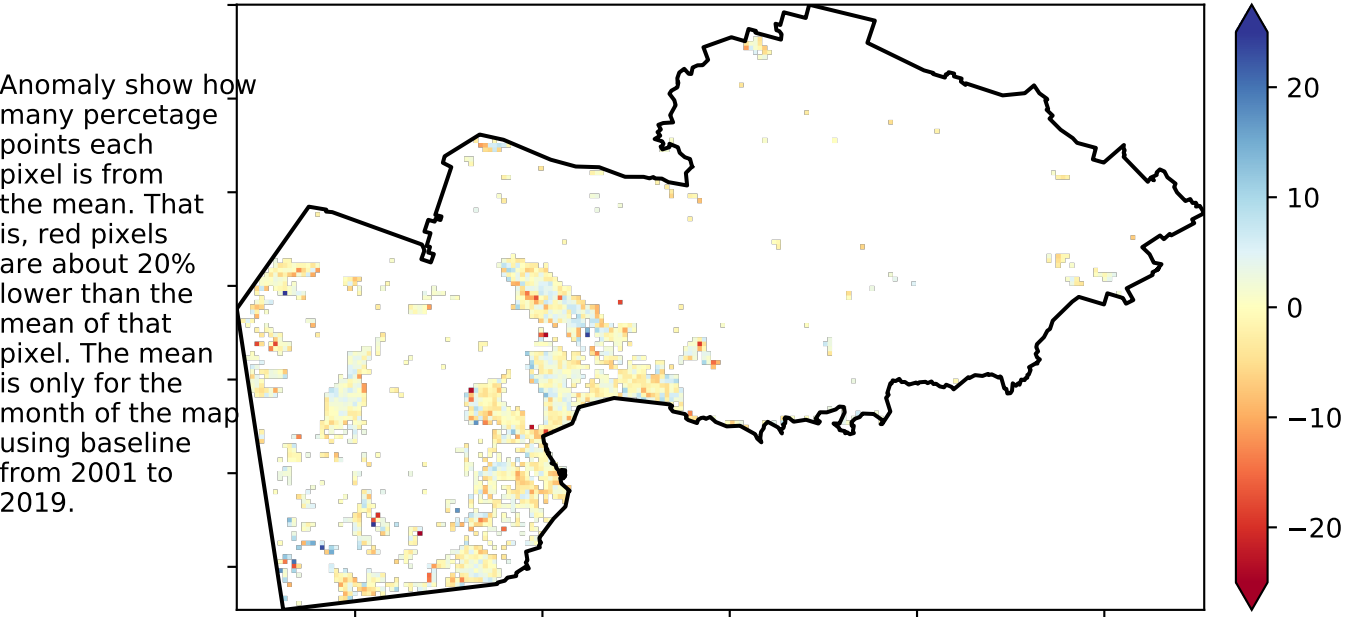 Anomaly show how
many percetage
points each
pixel is from
the mean. That
is, red pixels
are about 20%
lower than the
mean of that
pixel. The mean
is only for the
month of the map
using baseline
from 2001 to
2019.
20
10
0
−10
−20